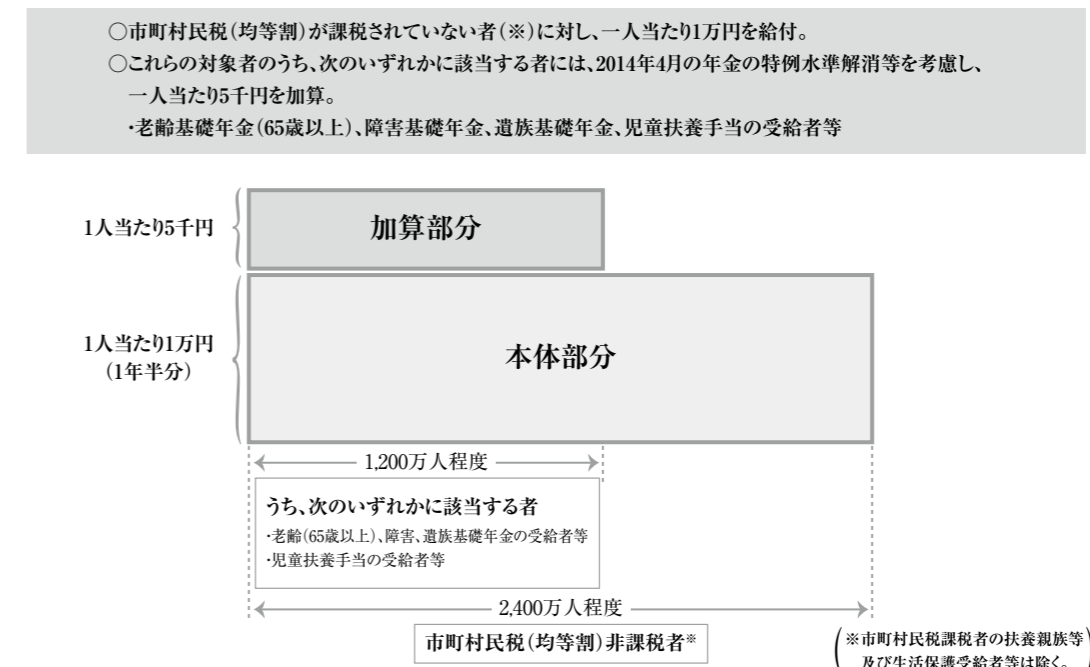 ○市町村民税(均等割)が課税されていない者(※)に対し、一人当たり1万円を給付。
○これらの対象者のうち、次のいずれかに該当する者には、2014年4月の年金の特例水準解消等を考慮し、
一人当たり5千円を加算。
・老齢基礎年金(65歳以上)、障害基礎年金、遺族基礎年金、児童扶養手当の受給者等
1人当たり5千円
加算部分
1人当たり1万円
(1年半分)
本体部分
1,200万人程度
うち、次のいずれかに該当する者
・老齢(65歳以上)、障害、遺族基礎年金の受給者等
・児童扶養手当の受給者等
2,400万人程度
市町村民税(均等割)非課税者※
※市町村民税課税者の扶養親族等
及び生活保護受給者等は除く。